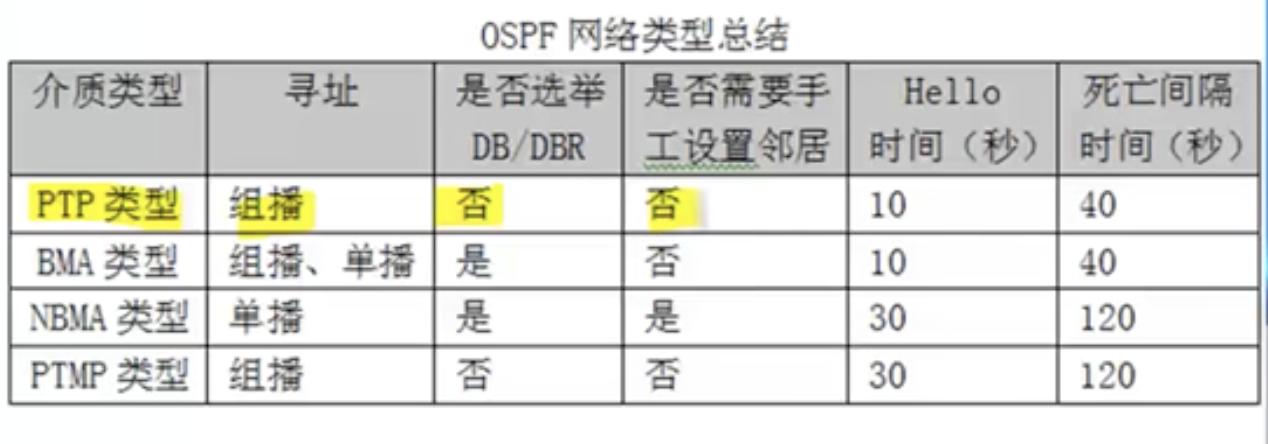 OSPF 网络类型总结
介质类型 寻址 是否选举 是否需要手 Hello 死亡间隔
DB/DBR 工设置邻居 时间（秒） 时间（秒）
PTP 类型 组播 否 否 10 40
BMA 类型 组播、单播 是 否 10 40
NBMA 类型 单播 是 是 30 120
PTMP 类型 组播 否 否 30 120